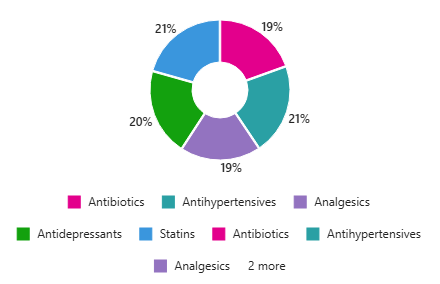 21%
19%
20%
21%
19%
Antibiotics Antihypertensives Analgesics
Antidepressants Statins Antibiotics Antihypertensives
Analgesics 2 more